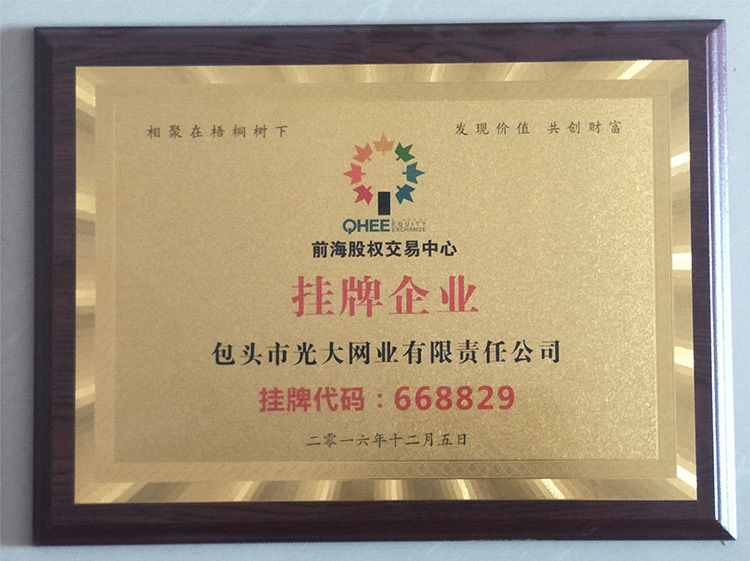 相聚在梧桐树下
发现价值 共创财富
QHEE EQUITY EXCHANGE
前海股权交易中心
挂牌企业
包头市光大网业有限责任公司
挂牌代码：668829
二零一六年十二月五日